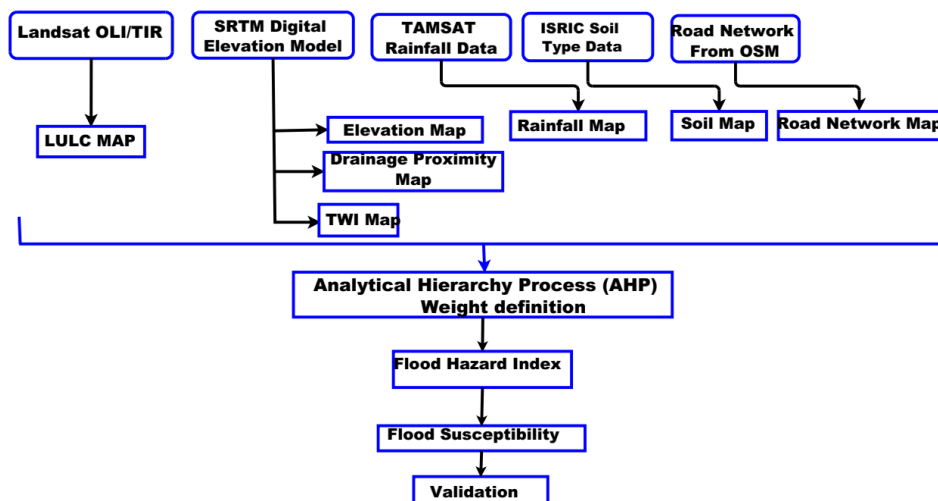 Landsat OLI/TIR
SRTM Digital
Elevation Model
TAMSAT
Rainfall Data
ISRIC Soil
Type Data
Road Network
From OSM
LULC MAP
Elevation Map
Drainage Proximity
Map
TWI Map
Rainfall Map
Soil Map
Road Network Map
Analytical Hierarchy Process (AHP)
Weight definition
Flood Hazard Index
Flood Susceptibility
Validation